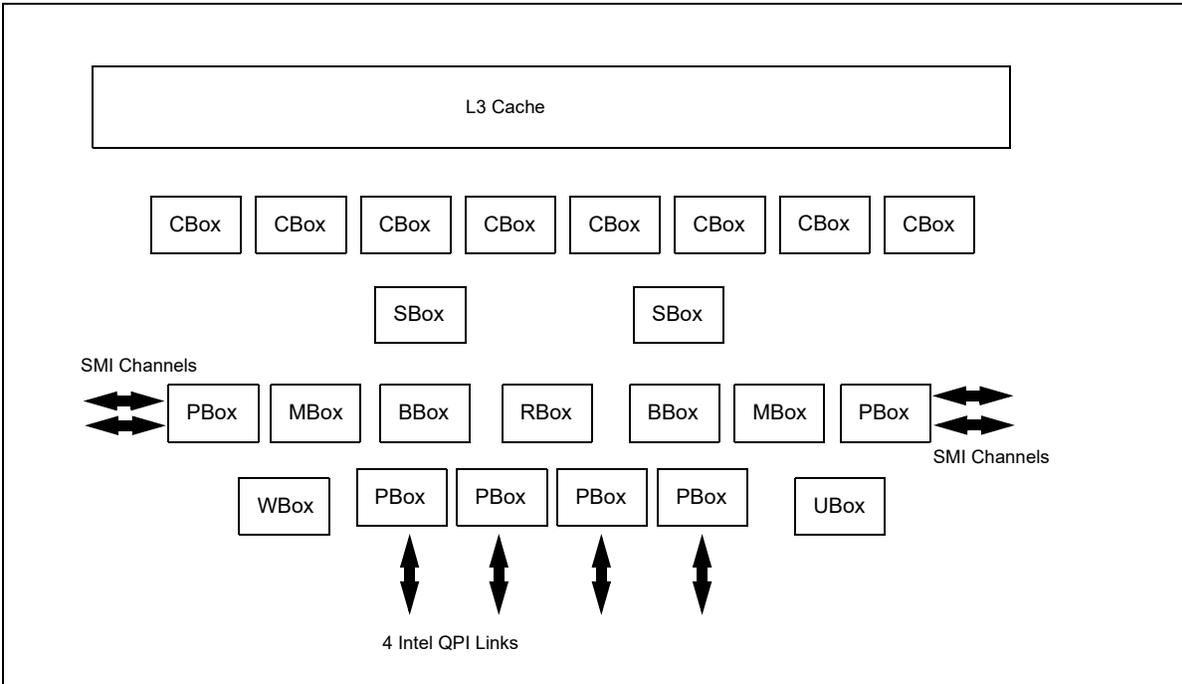 L3 Cache
CBox CBox CBox CBox CBox CBox CBox CBox
SBox SBox
SMI Channels
PBox MBox BBox RBox BBox MBox PBox
SMI Channels
WBox PBox PBox PBox PBox UBox
4 Intel QPI Links